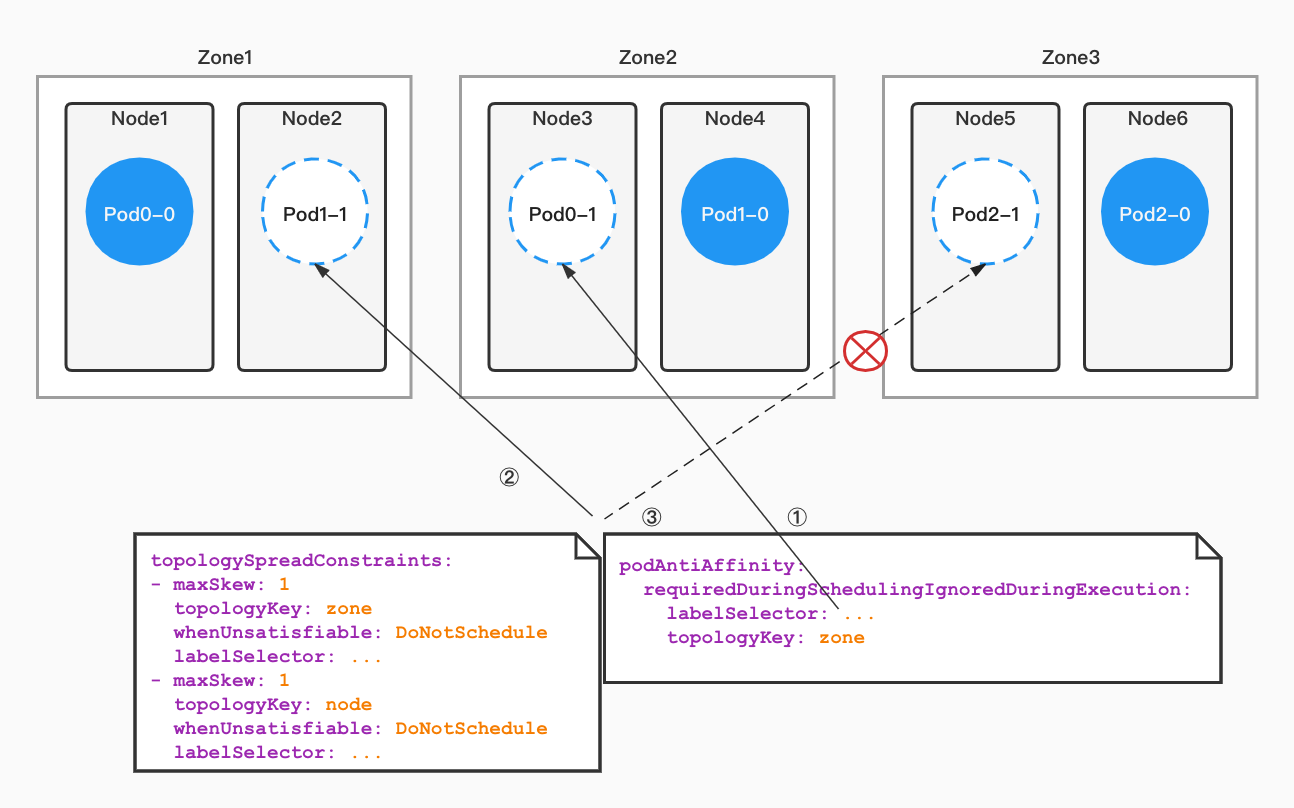 Zone1
Zone2
Zone3
Node1
Node2
Node3
Node4
Node5
Node6
Pod0-0
Pod1-1
Pod0-1
Pod1-0
Pod2-1
Pod2-0
②
③
①
topologySpreadConstraints:
- maxSkew: 1
  topologyKey: zone
  whenUnsatisfiable: DoNotSchedule
  labelSelector: ...
- maxSkew: 1
  topologyKey: node
  whenUnsatisfiable: DoNotSchedule
  labelSelector: ...
podAntiAffinity:
  requiredDuringSchedulingIgnoredDuringExecution:
    labelSelector: ...
    topologyKey: zone